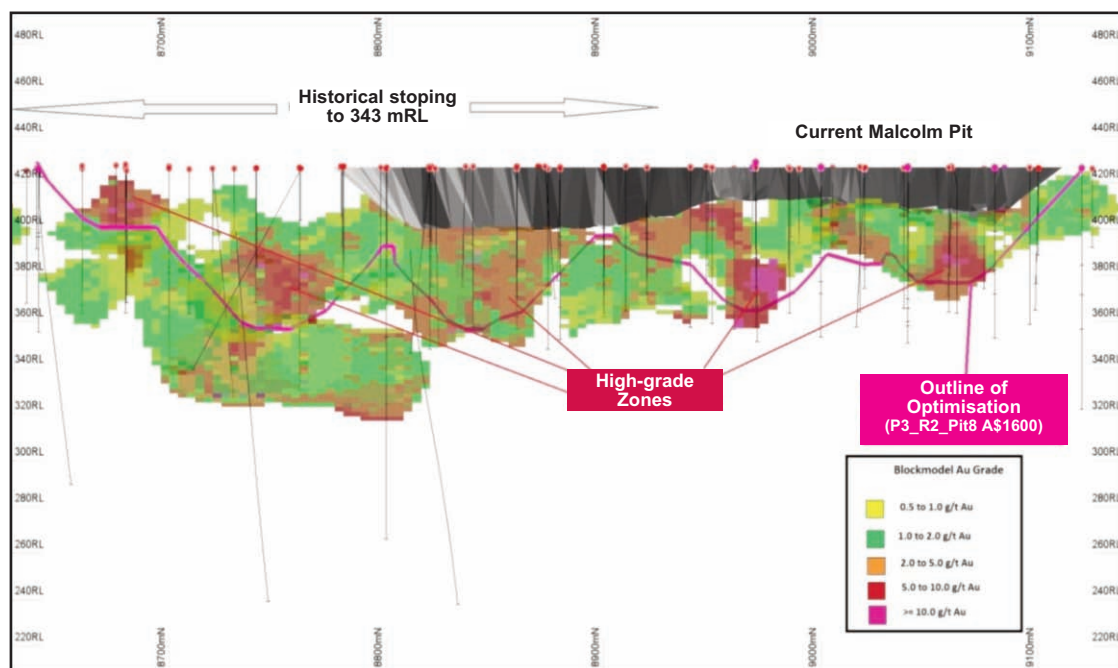 8700mN
8800mN
8900mN
9000mN
9100mN
480RL
480RL
460RL
460RL
Historical stoping
to 343 mRL
440RL
440RL
Current Malcolm Pit
420RL
420RL
400RL
400RL
380RL
380RL
360RL
360RL
340RL
340RL
High-grade
Zones
Outline of
Optimisation
(P3_R2_Pit8 A$1600)
320RL
320RL
300RL
300RL
280RL
280RL
260RL
260RL
240RL
240RL
220RL
220RL
Blockmodel Au Grade
0.5 to 1.0 g/t Au
1.0 to 2.0 g/t Au
2.0 to 5.0 g/t Au
5.0 to 10.0 g/t Au
>= 10.0 g/t Au
8700mN
8800mN
8900mN
9000mN
9100mN